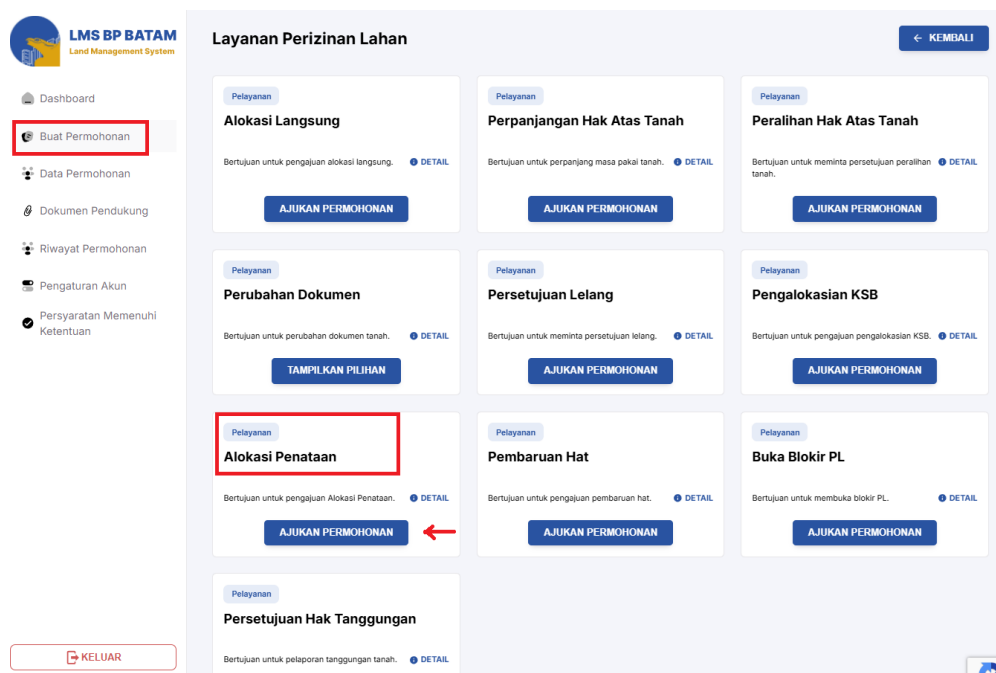 LMS BP BATAM
Land Management System
Dashboard
Buat Permohonan
Data Permohonan
Dokumen Pendukung
Riwayat Permohonan
Pengaturan Akun
Persyaratan Memenuhi
Ketentuan
KELUAR
Layanan Perizinan Lahan
← KEMBALI
Pelayanan
Alokasi Langsung
Bertujuan untuk pengajuan alokasi langsung. DETAIL
AJUKAN PERMOHONAN
Pelayanan
Perpanjangan Hak Atas Tanah
Bertujuan untuk perpanjang masa pakai tanah. DETAIL
AJUKAN PERMOHONAN
Pelayanan
Peralihan Hak Atas Tanah
Bertujuan untuk meminta persetujuan peralihan DETAIL
tanah.
AJUKAN PERMOHONAN
Pelayanan
Perubahan Dokumen
Bertujuan untuk perubahan dokumen tanah. DETAIL
TAMPILKAN PILIHAN
Pelayanan
Persetujuan Lelang
Bertujuan untuk meminta persetujuan lelang. DETAIL
AJUKAN PERMOHONAN
Pelayanan
Pengalokasian KSB
Bertujuan untuk pengajuan pengalokasian KSB. DETAIL
AJUKAN PERMOHONAN
Pelayanan
Alokasi Penataan
Bertujuan untuk pengajuan Alokasi Penataan. DETAIL
AJUKAN PERMOHONAN
Pelayanan
Pembaruan Hat
Bertujuan untuk pengajuan pembaruan hat. DETAIL
AJUKAN PERMOHONAN
Pelayanan
Buka Blokir PL
Bertujuan untuk membuka blokir PL. DETAIL
AJUKAN PERMOHONAN
Pelayanan
Persetujuan Hak Tanggungan
Bertujuan untuk pelaporan tanggungan tanah. DETAIL